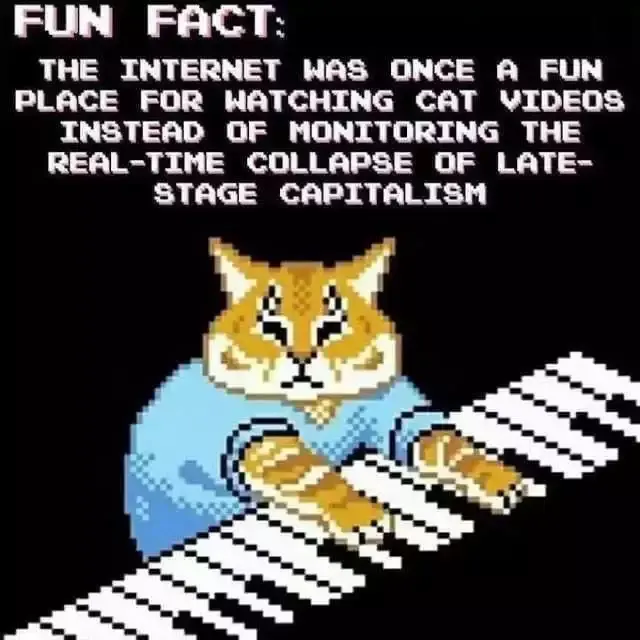 FUN FACT:
THE INTERNET WAS ONCE A FUN
PLACE FOR WATCHING CAT VIDEOS
INSTEAD OF MONITORING THE
REAL-TIME COLLAPSE OF LATE-
STAGE CAPITALISM